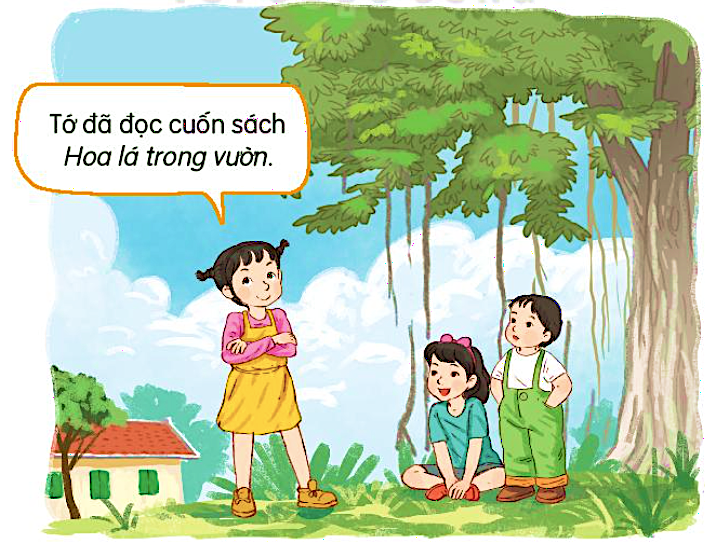 Tớ đã đọc cuốn sách
Hoa lá trong vườn.